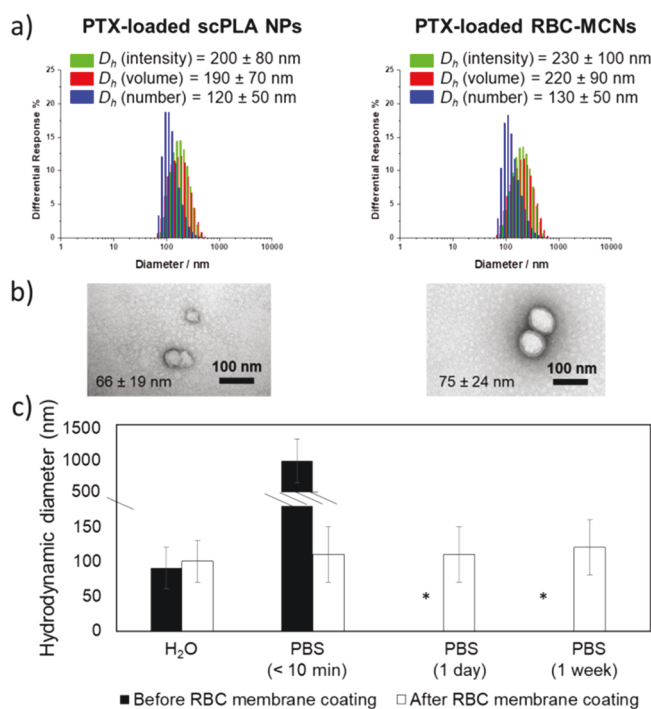 a)
PTX-loaded scPLA NPs
Dh (intensity) = 200 ± 80 nm
Dh (volume) = 190 ± 70 nm
Dh (number) = 120 ± 50 nm
Differential Response %
25
20
15
10
5
0
1 10 100 1000 10000
Diameter / nm
PTX-loaded RBC-MCNs
Dh (intensity) = 230 ± 100 nm
Dh (volume) = 220 ± 90 nm
Dh (number) = 130 ± 50 nm
Differential Response %
25
20
15
10
5
0
1 10 100 1000 10000
Diameter / nm
b)
66 ± 19 nm
100 nm
75 ± 24 nm
100 nm
c)
Hydrodynamic diameter (nm)
1500
1000
500
150
100
50
0
* *
H₂O PBS PBS PBS
(< 10 min) (1 day) (1 week)
■ Before RBC membrane coating □ After RBC membrane coating